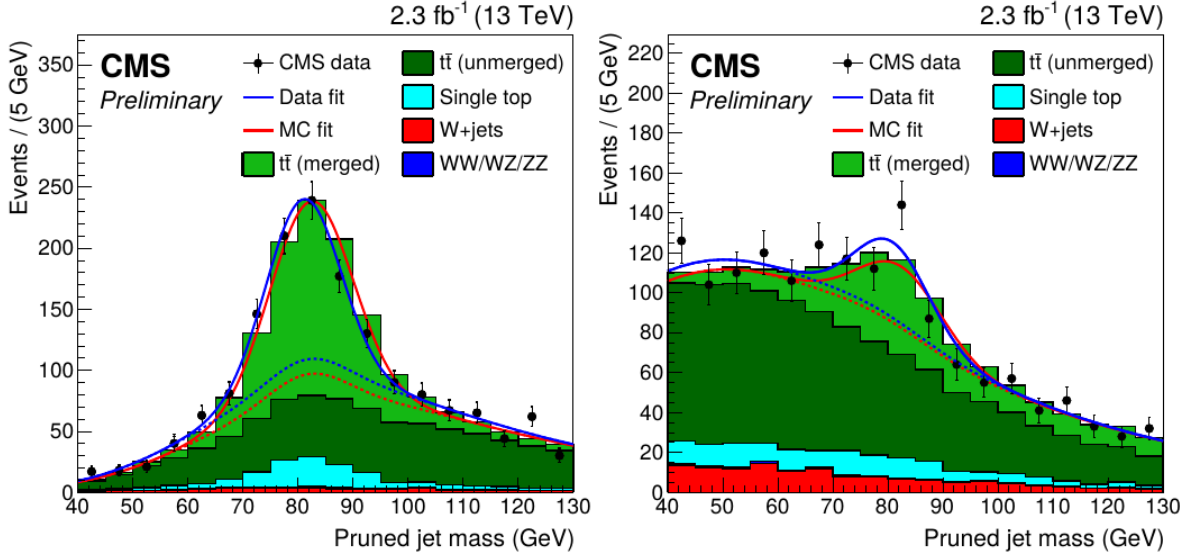 2.3 fb⁻¹ (13 TeV)
CMS
Preliminary
CMS data
Data fit
MC fit
tt̄ (merged)
tt̄ (unmerged)
Single top
W+jets
WW/WZ/ZZ
Events / (5 GeV)
350
300
250
200
150
100
50
0
40 50 60 70 80 90 100 110 120 130
Pruned jet mass (GeV)
2.3 fb⁻¹ (13 TeV)
CMS
Preliminary
CMS data
Data fit
MC fit
tt̄ (merged)
tt̄ (unmerged)
Single top
W+jets
WW/WZ/ZZ
Events / (5 GeV)
220
200
180
160
140
120
100
80
60
40
20
0
40 50 60 70 80 90 100 110 120 130
Pruned jet mass (GeV)